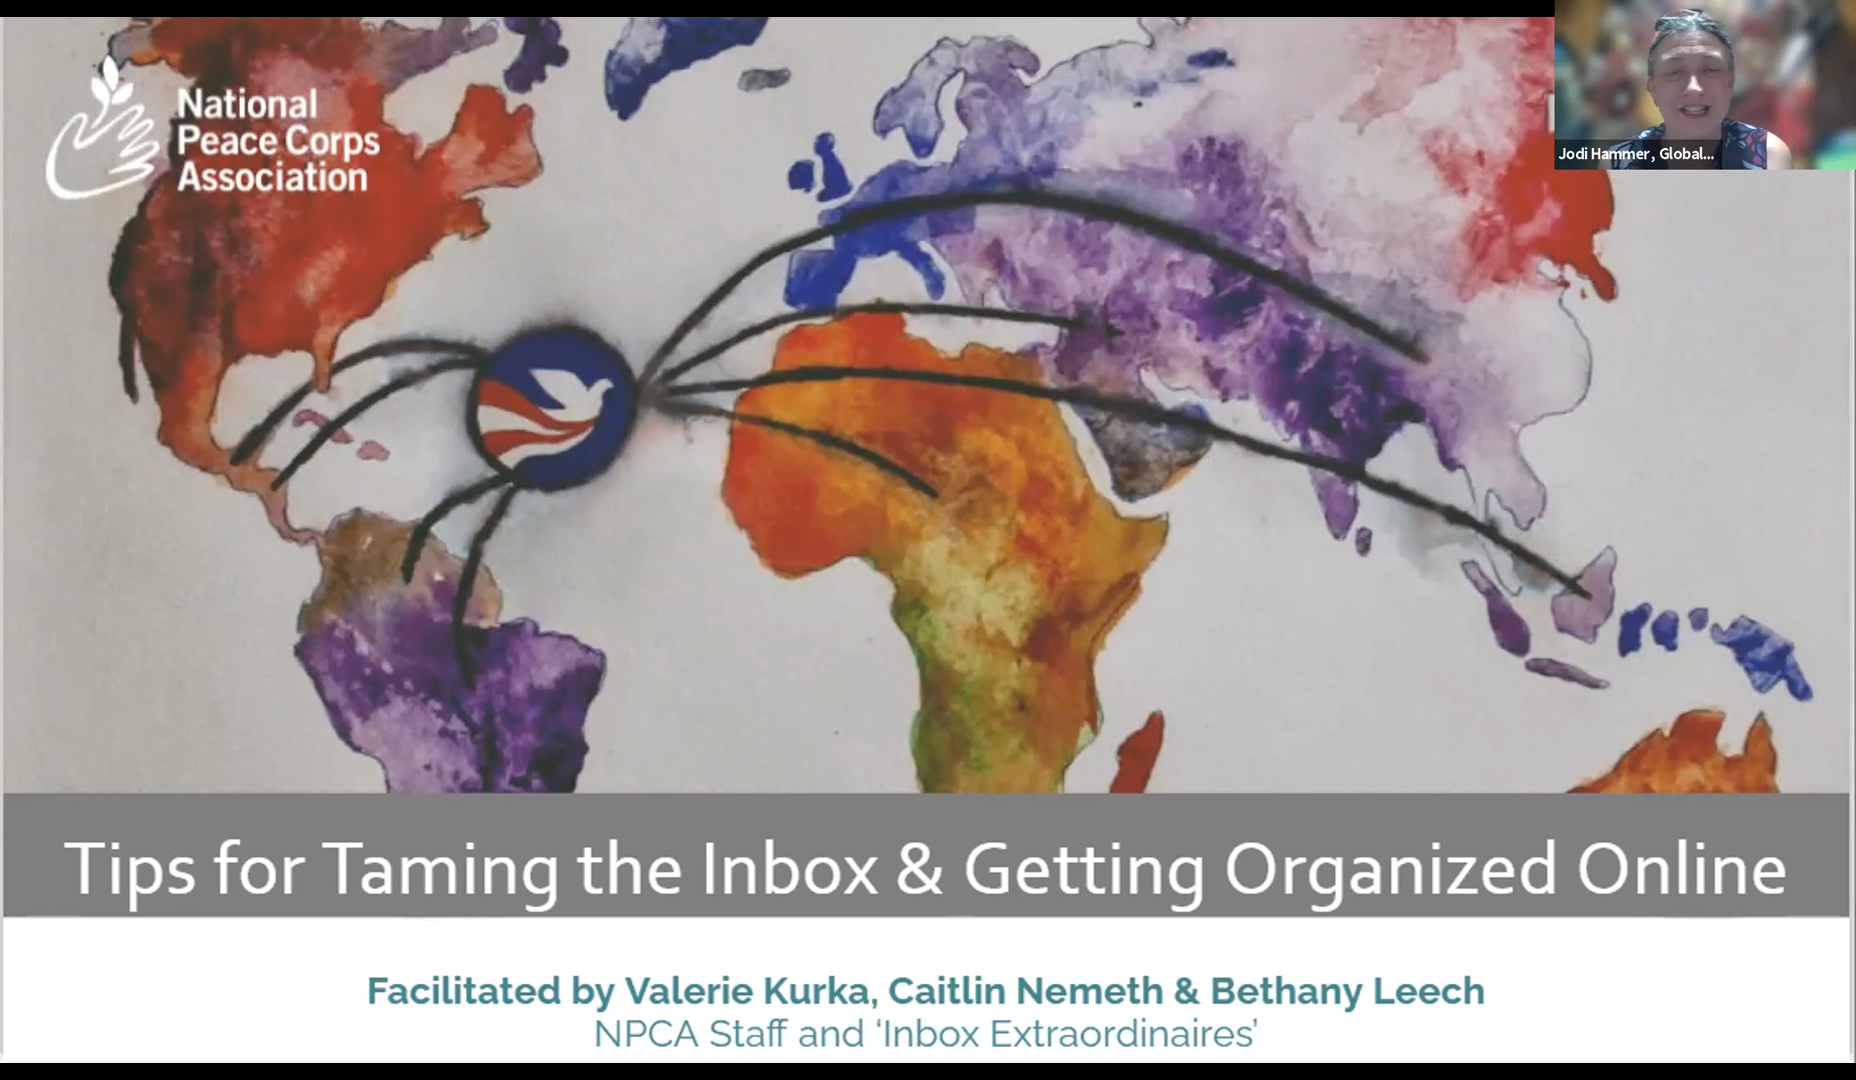 National
Peace Corps
Association
Jodi Hammer, Global...
Tips for Taming the Inbox & Getting Organized Online
Facilitated by Valerie Kurka, Caitlin Nemeth & Bethany Leech
NPCA Staff and ‘Inbox Extraordinaires’